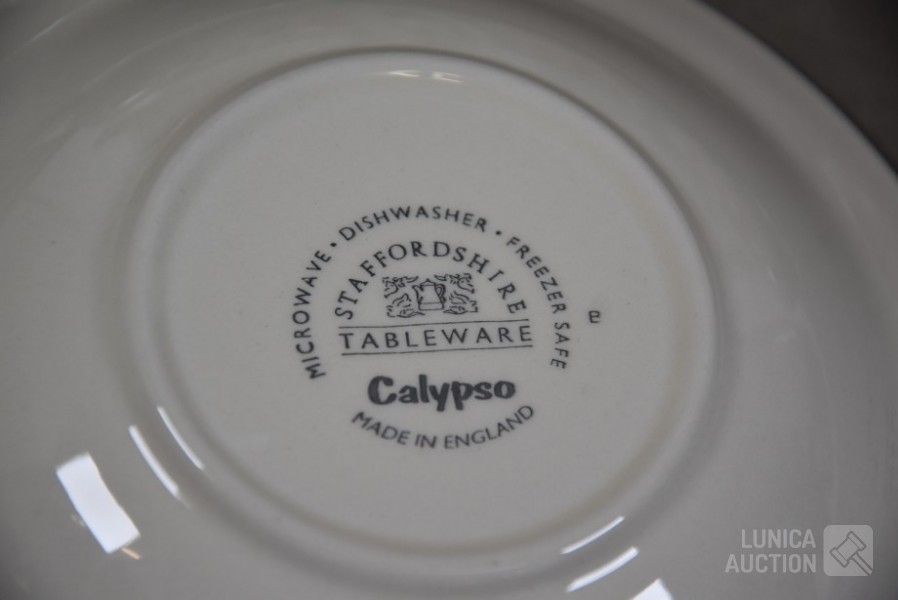 MICROWAVE • DISHWASHER • FREEZER SAFE
STAFFORDSHIRE
TABLEWARE
Calypso
MADE IN ENGLAND
LUNICA
AUCTION